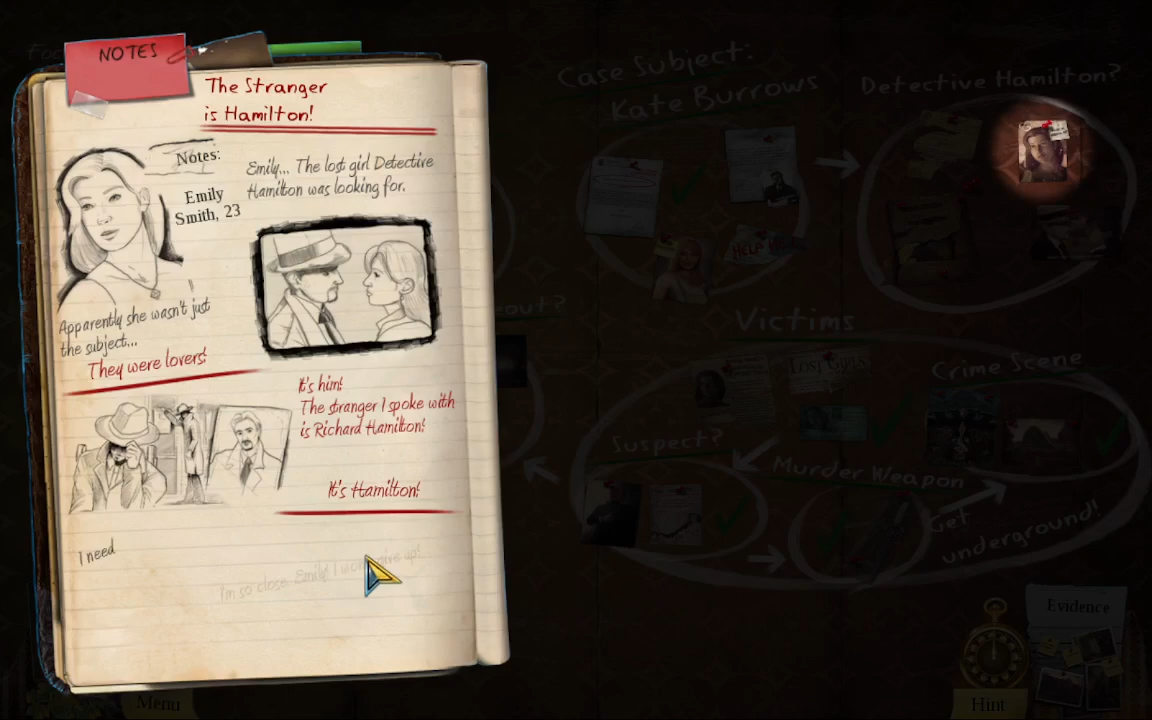 NOTES
The Stranger
is Hamilton!
Notes:
Emily
Smith, 23
Emily... The lost girl Detective
Hamilton was looking for.
Apparently she wasn't just
the subject...
They were lovers!
It's him!
The stranger I spoke with
is Richard Hamilton!
It's Hamilton!
I need
I'm so close. Emily! I won't give up!
Case Subject:
Kate Burrows
Detective Hamilton?
HELP
Victims
Lost Girls
Crime Scene
Suspect?
Murder Weapon
Get
underground!
Evidence
Menu
Hint